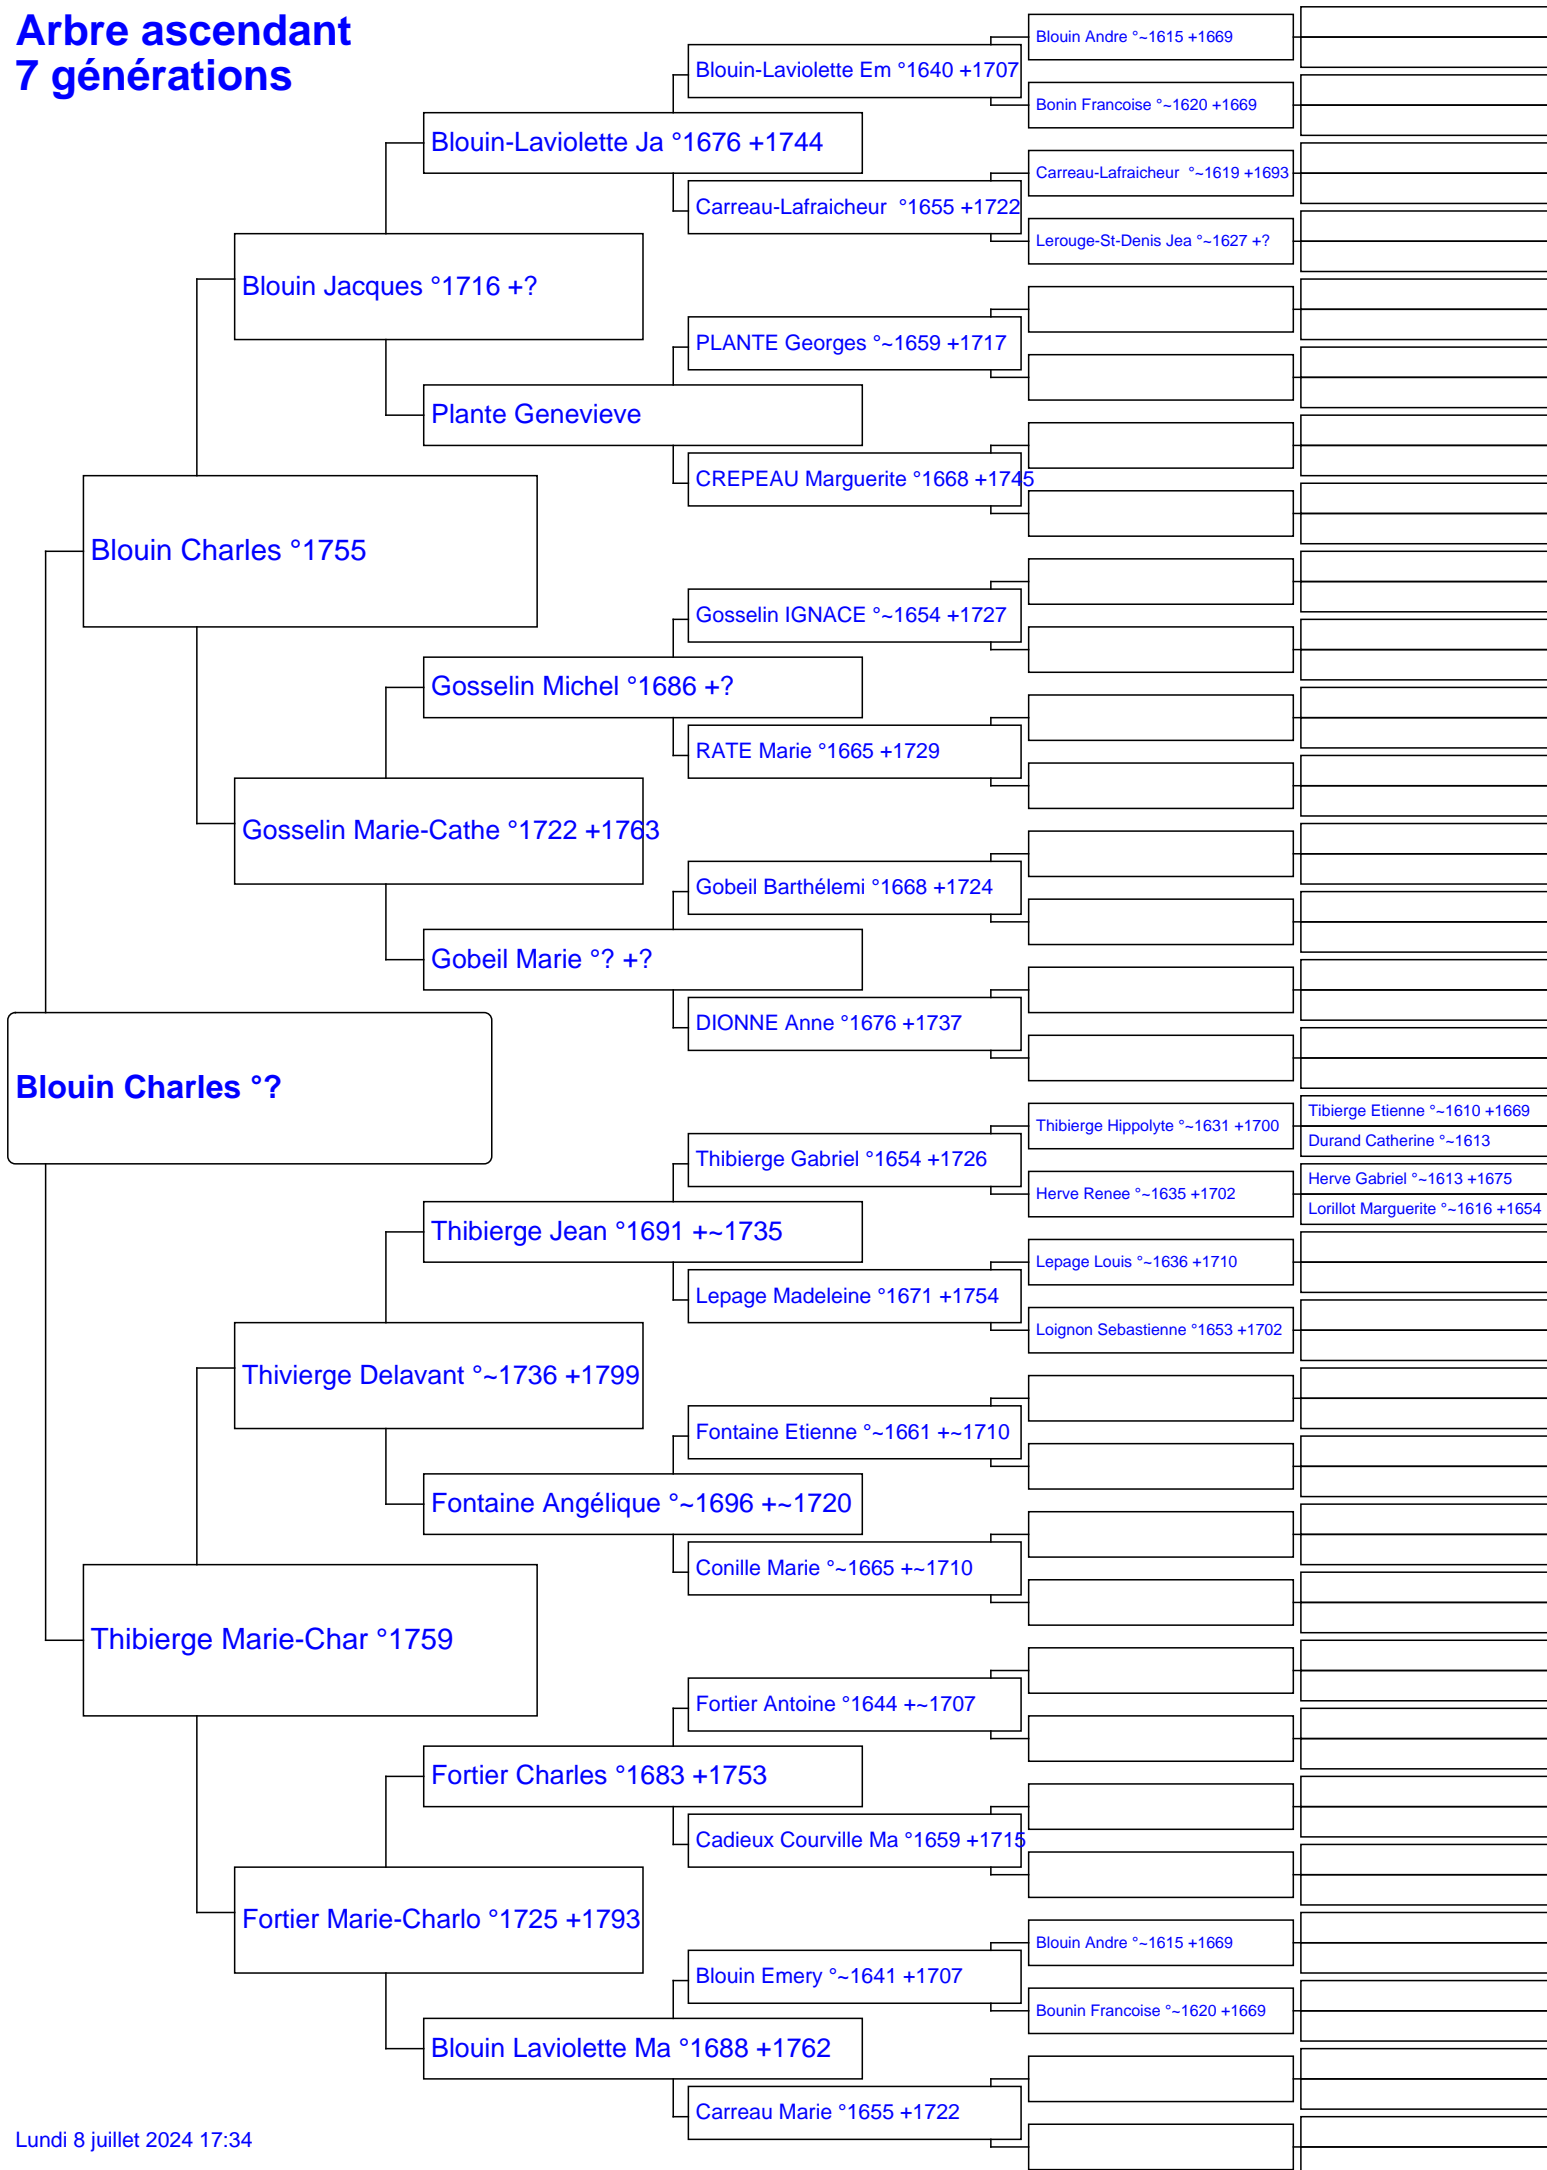 Arbre ascendant
7 générations
Blouin Andre °~1615 +1669
Blouin-Laviolette Em °1640 +1707
Bonin Francoise °~1620 +1669
Blouin-Laviolette Ja °1676 +1744
Carreau-Lafraicheur  °~1619 +1693
Carreau-Lafraicheur  °1655 +1722
Lerouge-St-Denis Jea °~1627 +?
Blouin Jacques °1716 +?
PLANTE Georges °~1659 +1717
Plante Genevieve
CREPEAU Marguerite °1668 +1745
Blouin Charles °1755
Gosselin IGNACE °~1654 +1727
Gosselin Michel °1686 +?
RATE Marie °1665 +1729
Gosselin Marie-Cathe °1722 +1763
Gobeil Barthélemi °1668 +1724
Gobeil Marie °? +?
DIONNE Anne °1676 +1737
Blouin Charles °?
Tibierge Etienne °~1610 +1669
Thibierge Hippolyte °~1631 +1700
Durand Catherine °~1613
Thibierge Gabriel °1654 +1726
Herve Gabriel °~1613 +1675
Herve Renee °~1635 +1702
Lorillot Marguerite °~1616 +1654
Thibierge Jean °1691 +~1735
Lepage Louis °~1636 +1710
Lepage Madeleine °1671 +1754
Loignon Sebastienne °1653 +1702
Thivierge Delavant °~1736 +1799
Fontaine Etienne °~1661 +~1710
Fontaine Angélique °~1696 +~1720
Conille Marie °~1665 +~1710
Thibierge Marie-Char °1759
Fortier Antoine °1644 +~1707
Fortier Charles °1683 +1753
Cadieux Courville Ma °1659 +1715
Fortier Marie-Charlo °1725 +1793
Blouin Andre °~1615 +1669
Blouin Emery °~1641 +1707
Bounin Francoise °~1620 +1669
Blouin Laviolette Ma °1688 +1762
Carreau Marie °1655 +1722
Lundi 8 juillet 2024 17:34